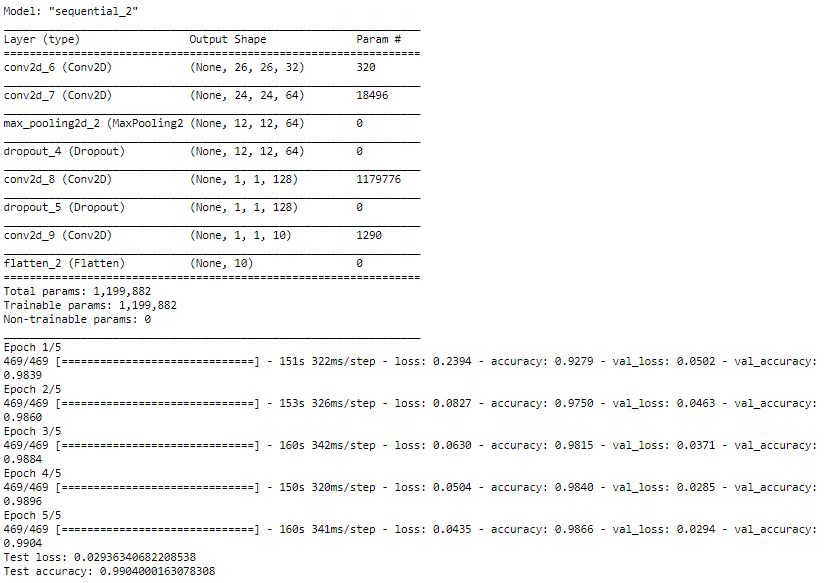 Model: "sequential_2"
_________________________________________________________________
Layer (type)                 Output Shape              Param #
=================================================================
conv2d_6 (Conv2D)            (None, 26, 26, 32)        320
_________________________________________________________________
conv2d_7 (Conv2D)            (None, 24, 24, 64)        18496
_________________________________________________________________
max_pooling2d_2 (MaxPooling2 (None, 12, 12, 64)        0
_________________________________________________________________
dropout_4 (Dropout)          (None, 12, 12, 64)        0
_________________________________________________________________
conv2d_8 (Conv2D)            (None, 1, 1, 128)         1179776
_________________________________________________________________
dropout_5 (Dropout)          (None, 1, 1, 128)         0
_________________________________________________________________
conv2d_9 (Conv2D)            (None, 1, 1, 10)          1290
_________________________________________________________________
flatten_2 (Flatten)          (None, 10)                0
=================================================================
Total params: 1,199,882
Trainable params: 1,199,882
Non-trainable params: 0
_________________________________________________________________
Epoch 1/5
469/469 [==============================] - 151s 322ms/step - loss: 0.2394 - accuracy: 0.9279 - val_loss: 0.0502 - val_accuracy:
0.9839
Epoch 2/5
469/469 [==============================] - 153s 326ms/step - loss: 0.0827 - accuracy: 0.9750 - val_loss: 0.0463 - val_accuracy:
0.9860
Epoch 3/5
469/469 [==============================] - 160s 342ms/step - loss: 0.0630 - accuracy: 0.9815 - val_loss: 0.0371 - val_accuracy:
0.9884
Epoch 4/5
469/469 [==============================] - 150s 320ms/step - loss: 0.0504 - accuracy: 0.9840 - val_loss: 0.0285 - val_accuracy:
0.9896
Epoch 5/5
469/469 [==============================] - 160s 341ms/step - loss: 0.0435 - accuracy: 0.9866 - val_loss: 0.0294 - val_accuracy:
0.9904
Test loss: 0.02936340682208538
Test accuracy: 0.9904000163078308